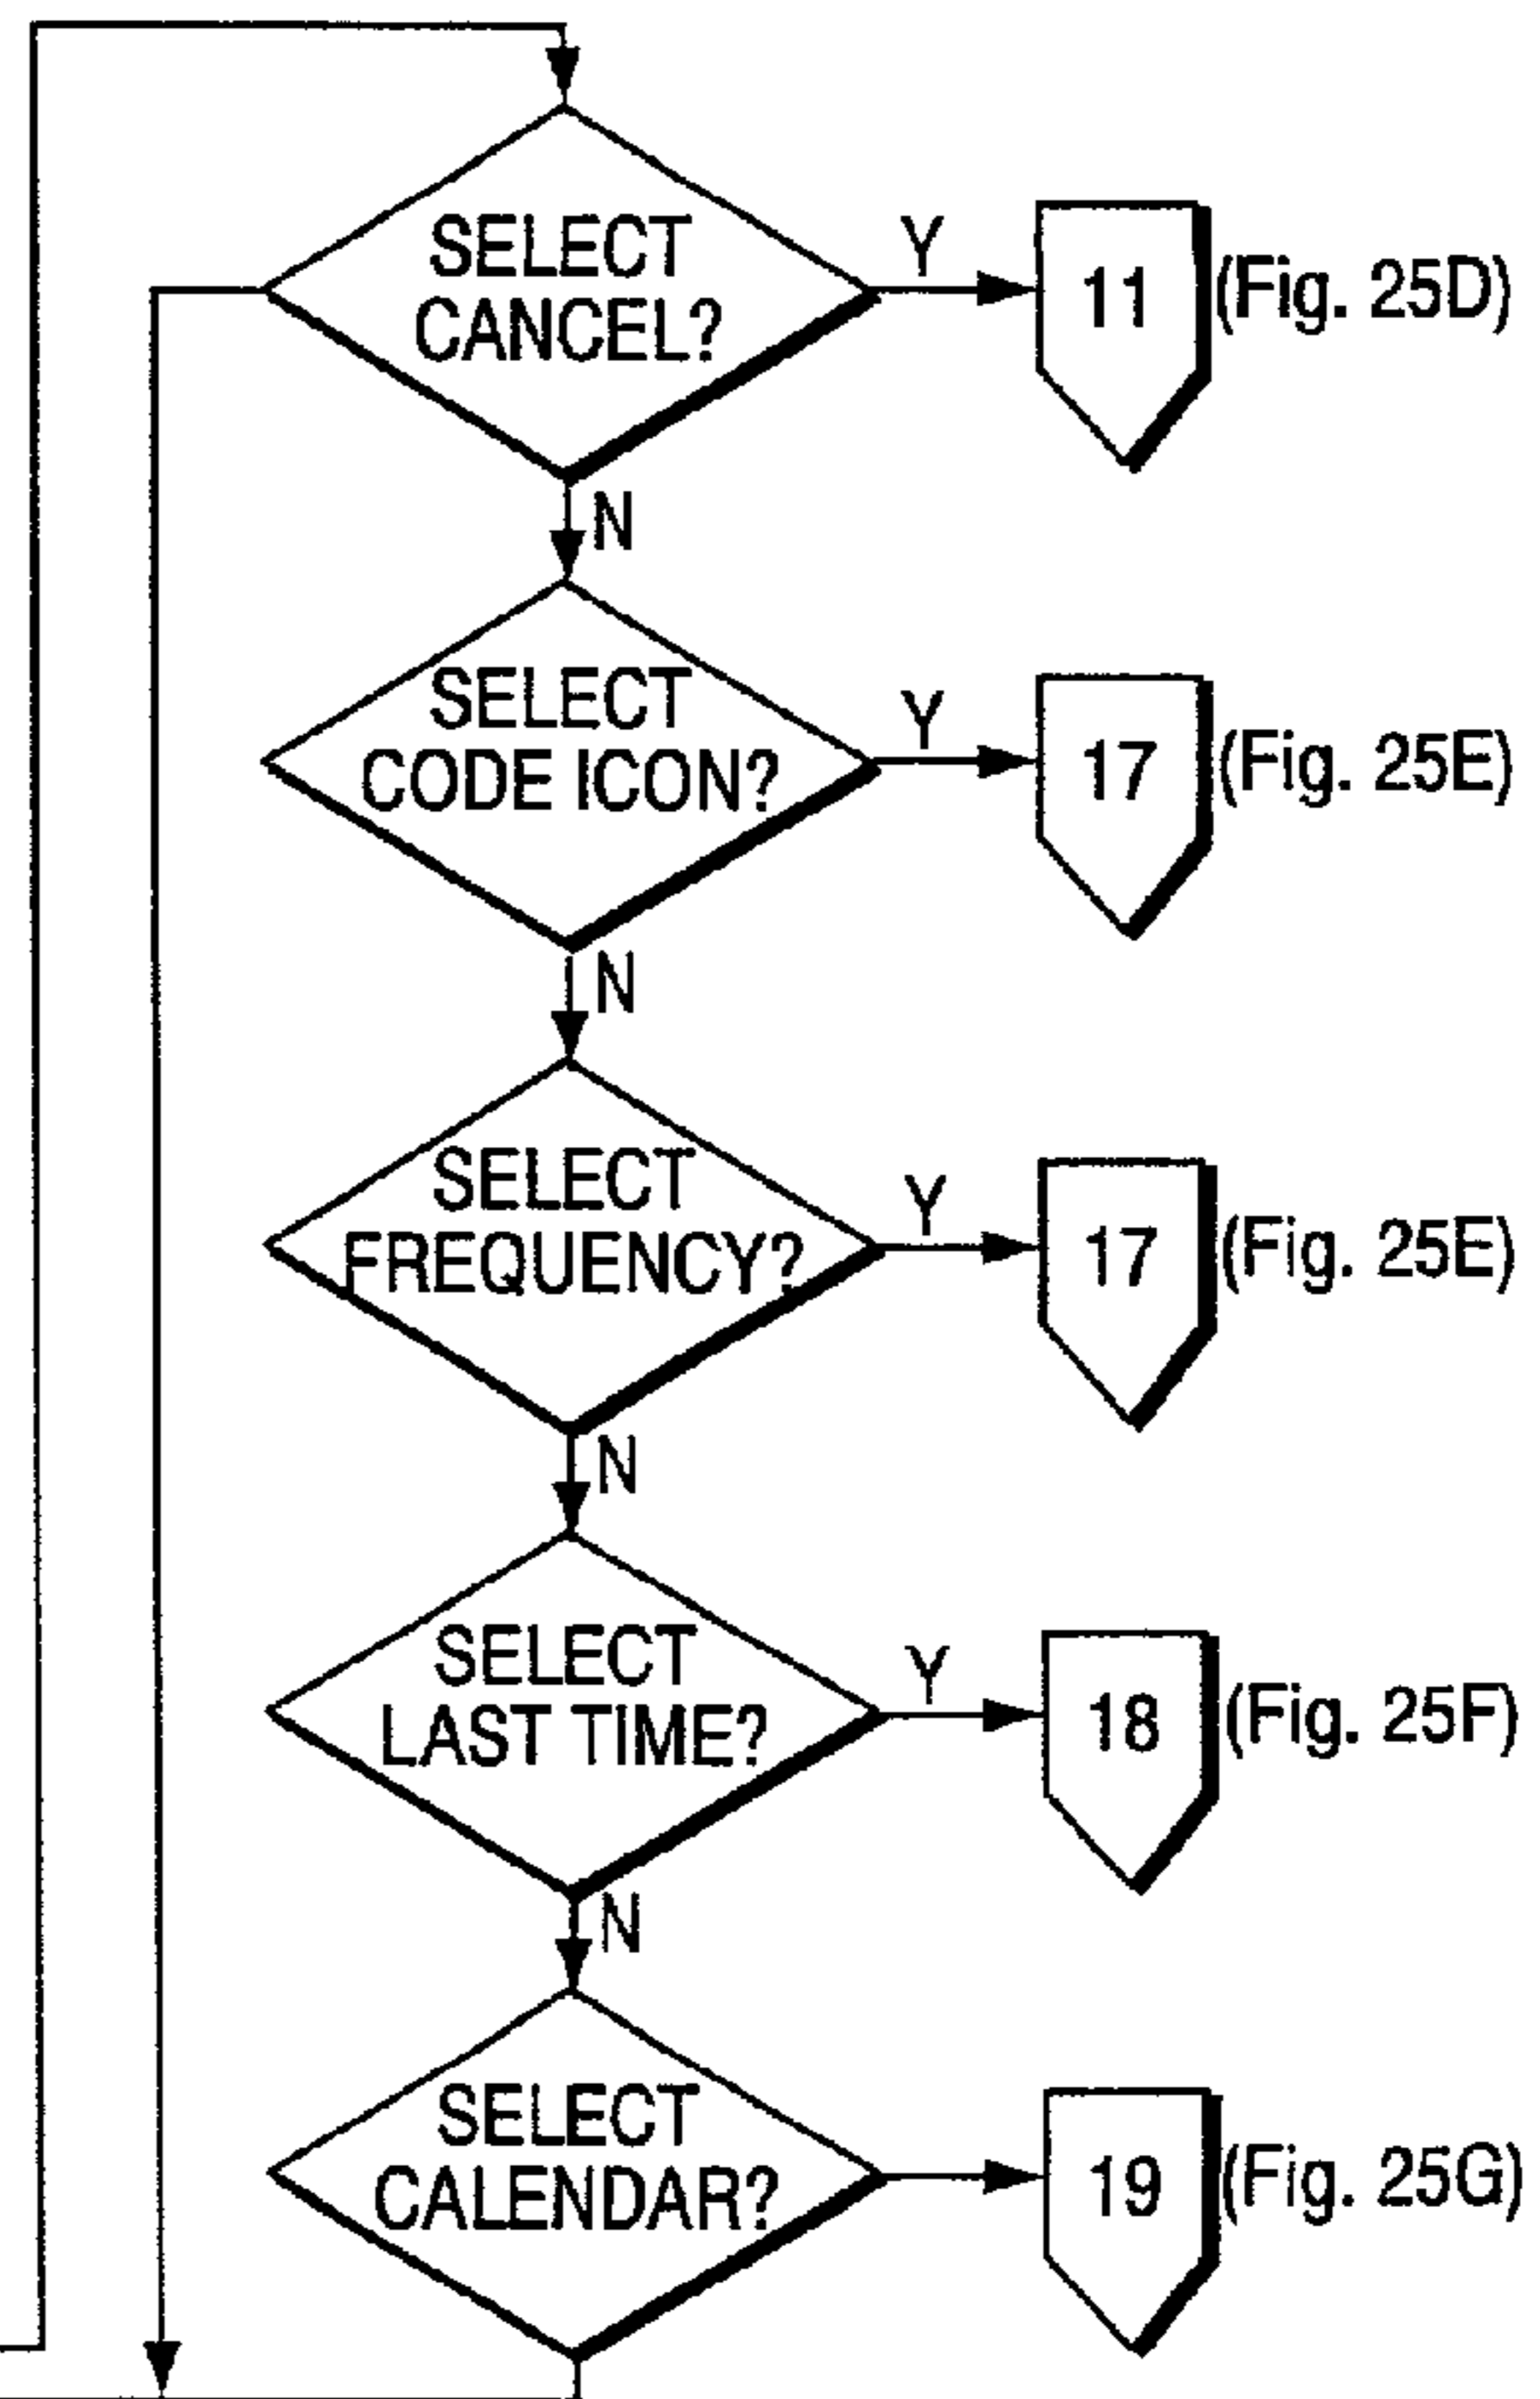 SELECT
CANCEL?
Y
11
(Fig. 25D)
N
SELECT
CODE ICON?
Y
17
(Fig. 25E)
N
SELECT
FREQUENCY?
Y
17
(Fig. 25E)
N
SELECT
LAST TIME?
Y
18
(Fig. 25F)
N
SELECT
CALENDAR?
19
(Fig. 25G)